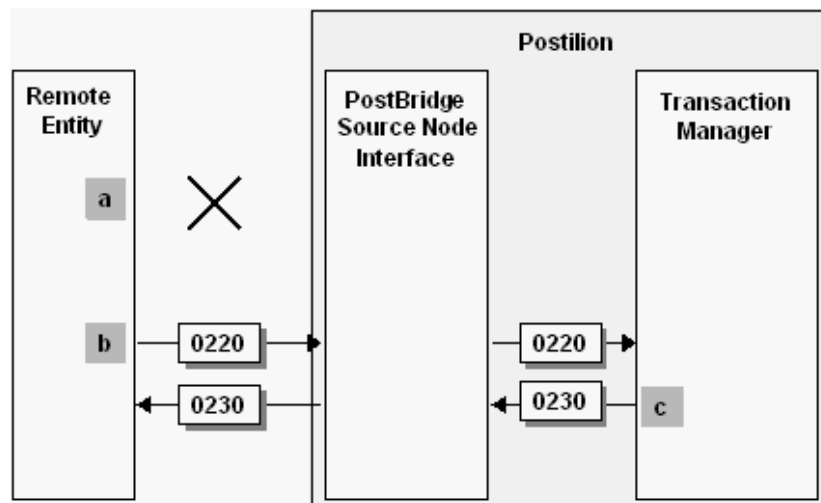 Postilion
Remote
Entity
PostBridge
Source Node
Interface
Transaction
Manager
a
b
0220
0220
0230
0230
c